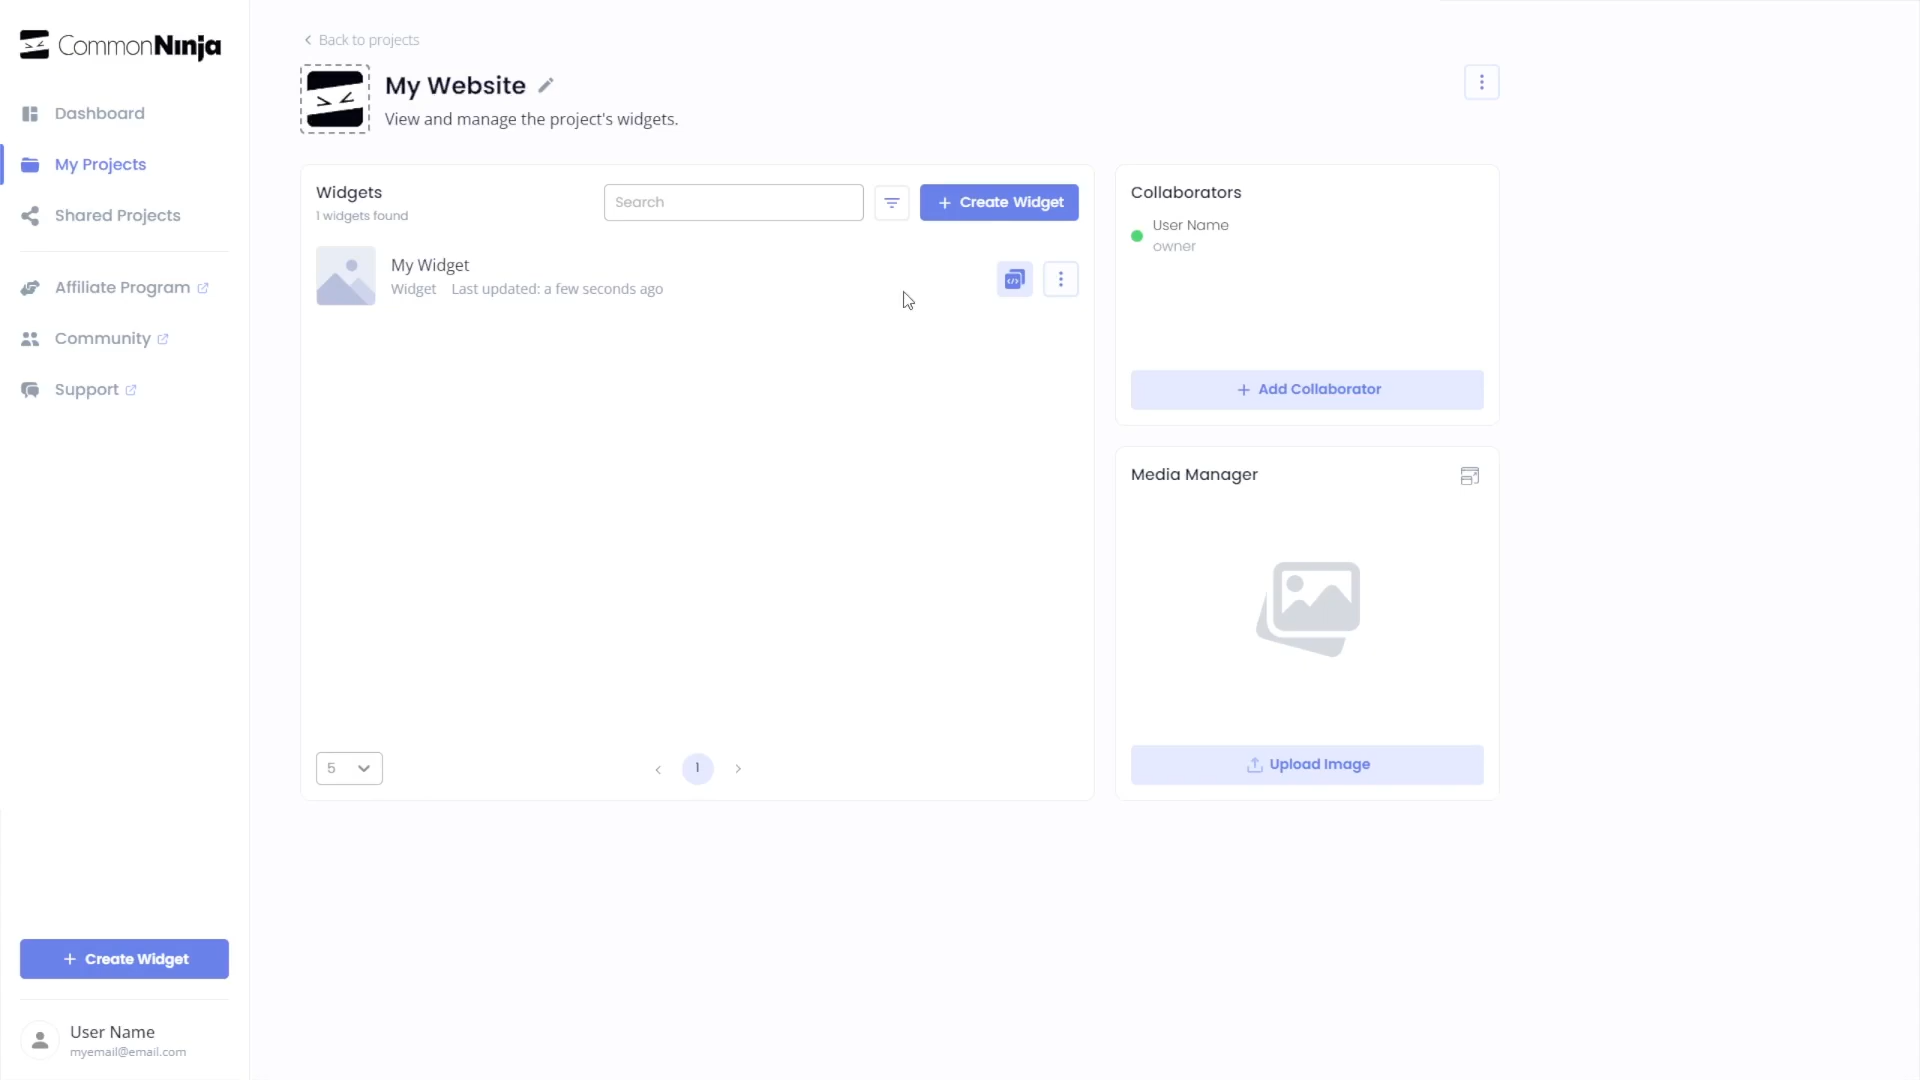 CommonNinja
Dashboard
My Projects
Shared Projects
Affiliate Program
Community
Support
Create Widget
User Name
myemail@email.com
Back to projects
My Website
View and manage the project's widgets.
Widgets
1 widgets found
Search
Create Widget
My Widget
Widget Last updated: a few seconds ago
5
1
Collaborators
User Name
owner
Add Collaborator
Media Manager
Upload Image